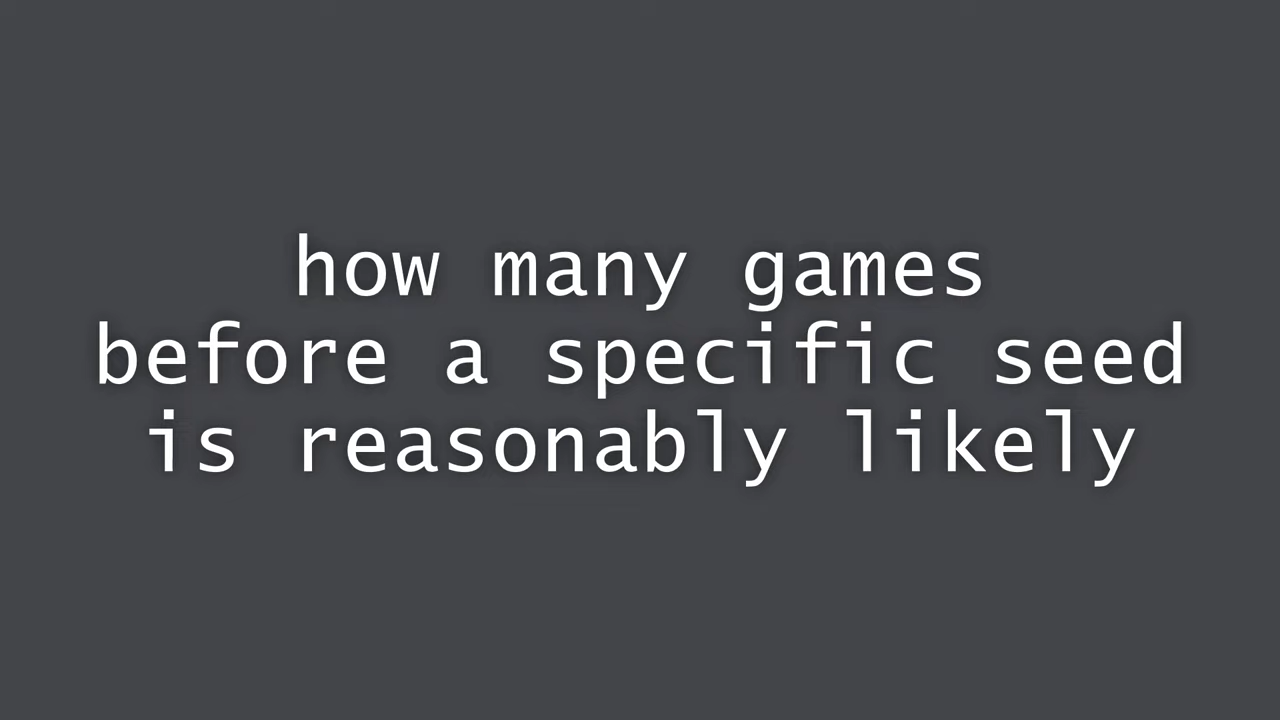 how many games
before a specific seed
is reasonably likely